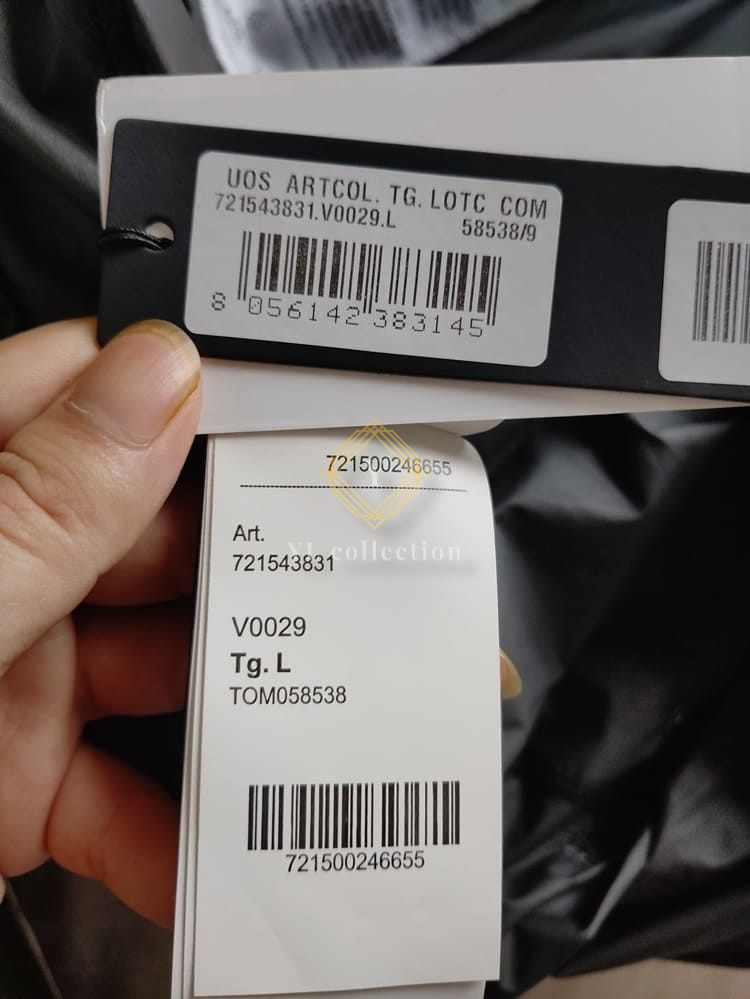 UOS ARTCOL. TG. LOTC COM
721543831.V0029.L 58538/9
8 056142 383145
721500246655
YL collection
Art.
721543831
V0029
Tg. L
TOM058538
721500246655